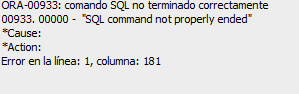 ORA-00933: comando SQL no terminado correctamente
00933. 00000 -  "SQL command not properly ended"
*Cause:
*Action:
Error en la línea: 1, columna: 181